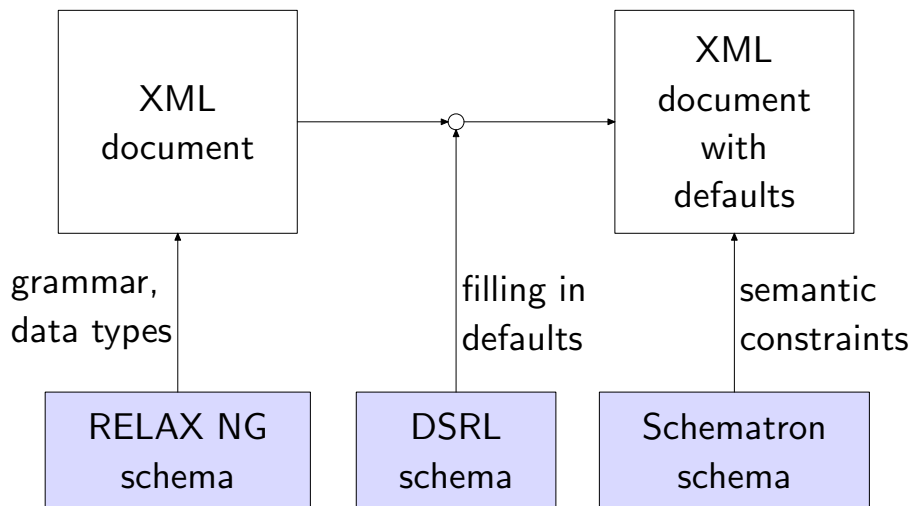 XML
document
XML
document
with
defaults
grammar,
data types
filling in
defaults
semantic
constraints
RELAX NG
schema
DSRL
schema
Schematron
schema